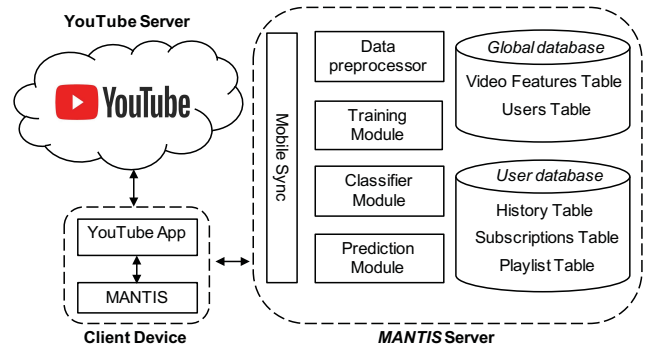 YouTube Server
YouTube
YouTube App
MANTIS
Client Device
Mobile Sync
Data
preprocessor
Training
Module
Classifier
Module
Prediction
Module
Global database
Video Features Table
Users Table
User database
History Table
Subscriptions Table
Playlist Table
MANTIS Server